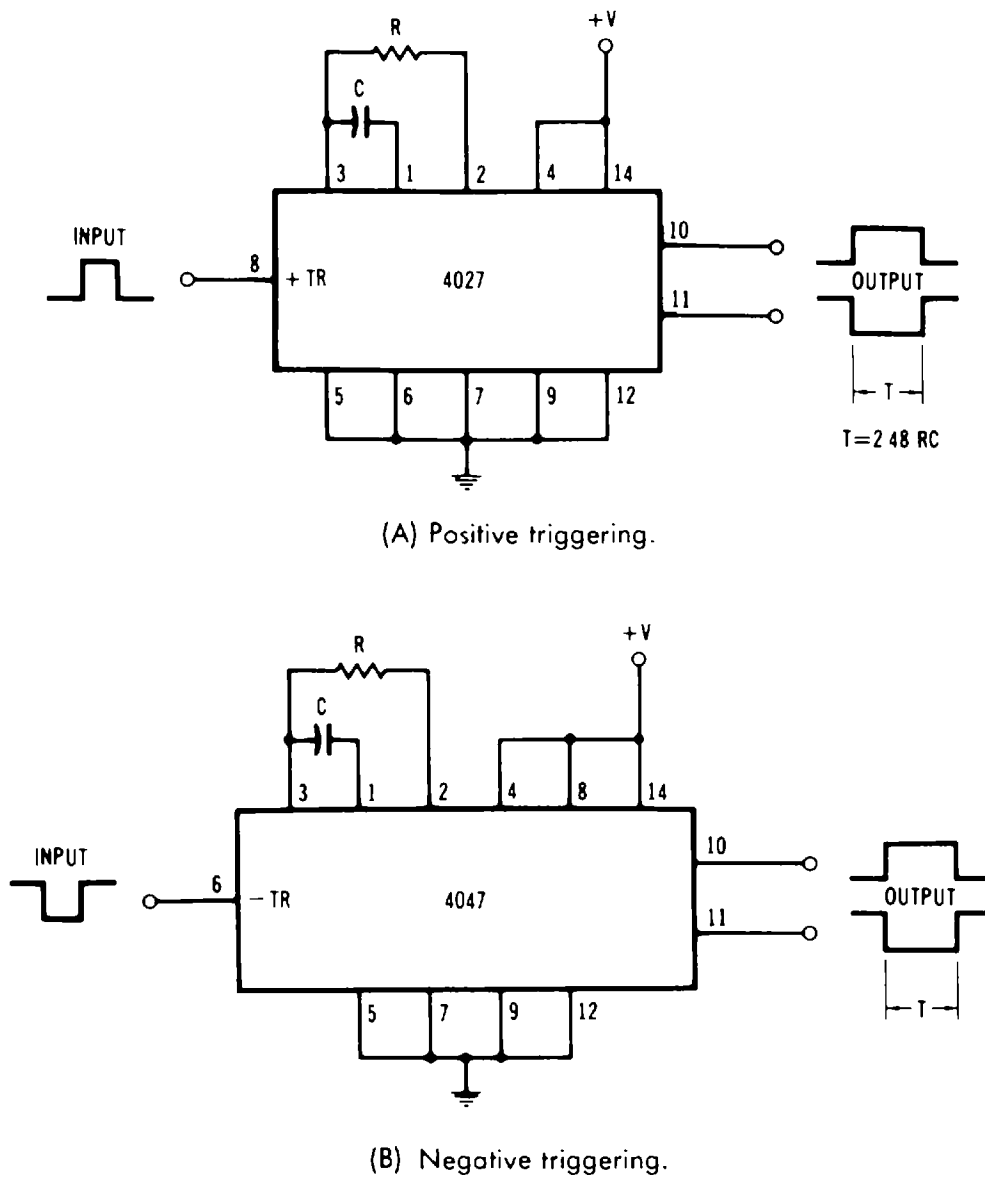 +V
R
C
3 1 2 4 14
INPUT
8 +TR 4027 10
OUTPUT
11
5 6 7 9 12
T
T=2 48 RC
(A) Positive triggering.
+V
R
C
3 1 2 4 8 14
INPUT
6 −TR 4047 10
OUTPUT
11
5 7 9 12
T
(B) Negative triggering.